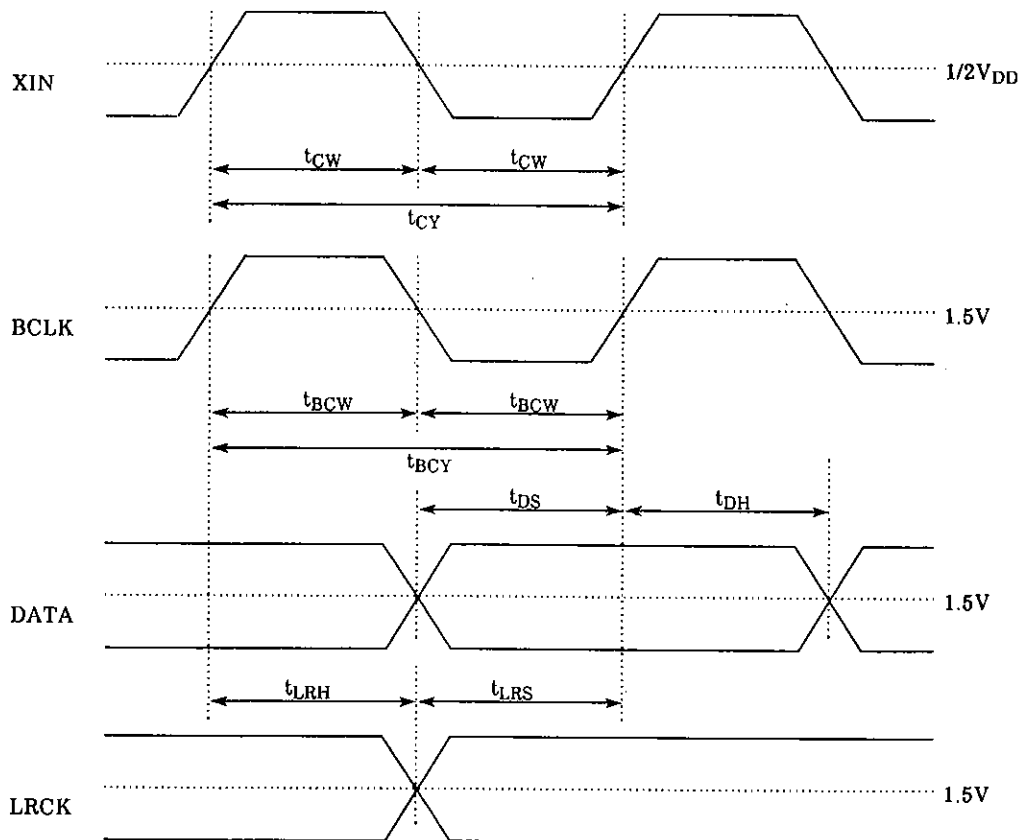 XIN
1/2VDD
tCW tCW
tCY
BCLK
1.5V
tBCW tBCW
tBCY
tDS tDH
DATA
1.5V
tLRH tLRS
LRCK
1.5V